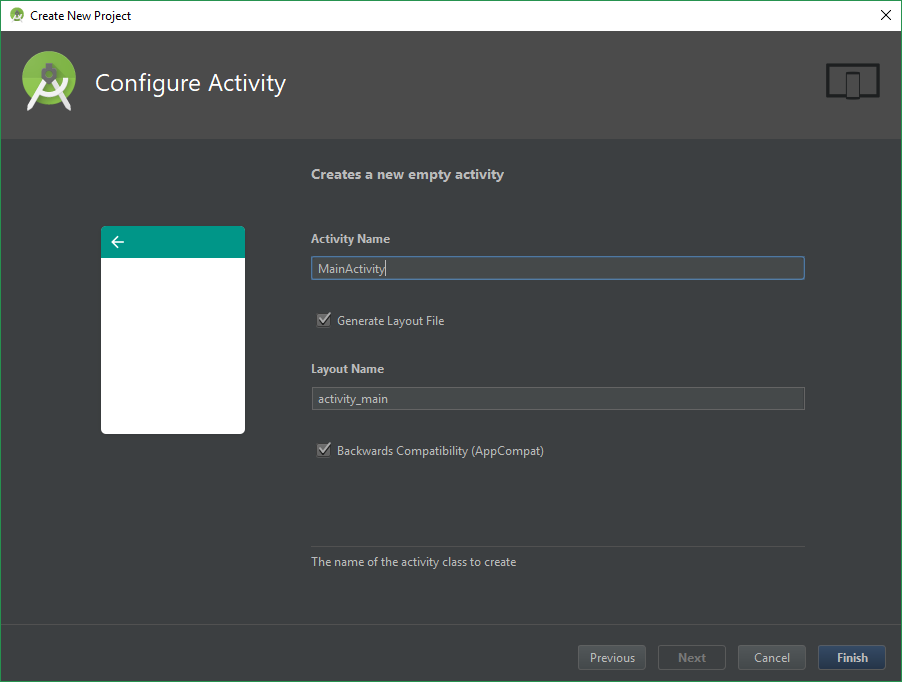 Create New Project
Configure Activity
Creates a new empty activity
Activity Name
MainActivity
Generate Layout File
Layout Name
activity_main
Backwards Compatibility (AppCompat)
The name of the activity class to create
Previous Next Cancel Finish